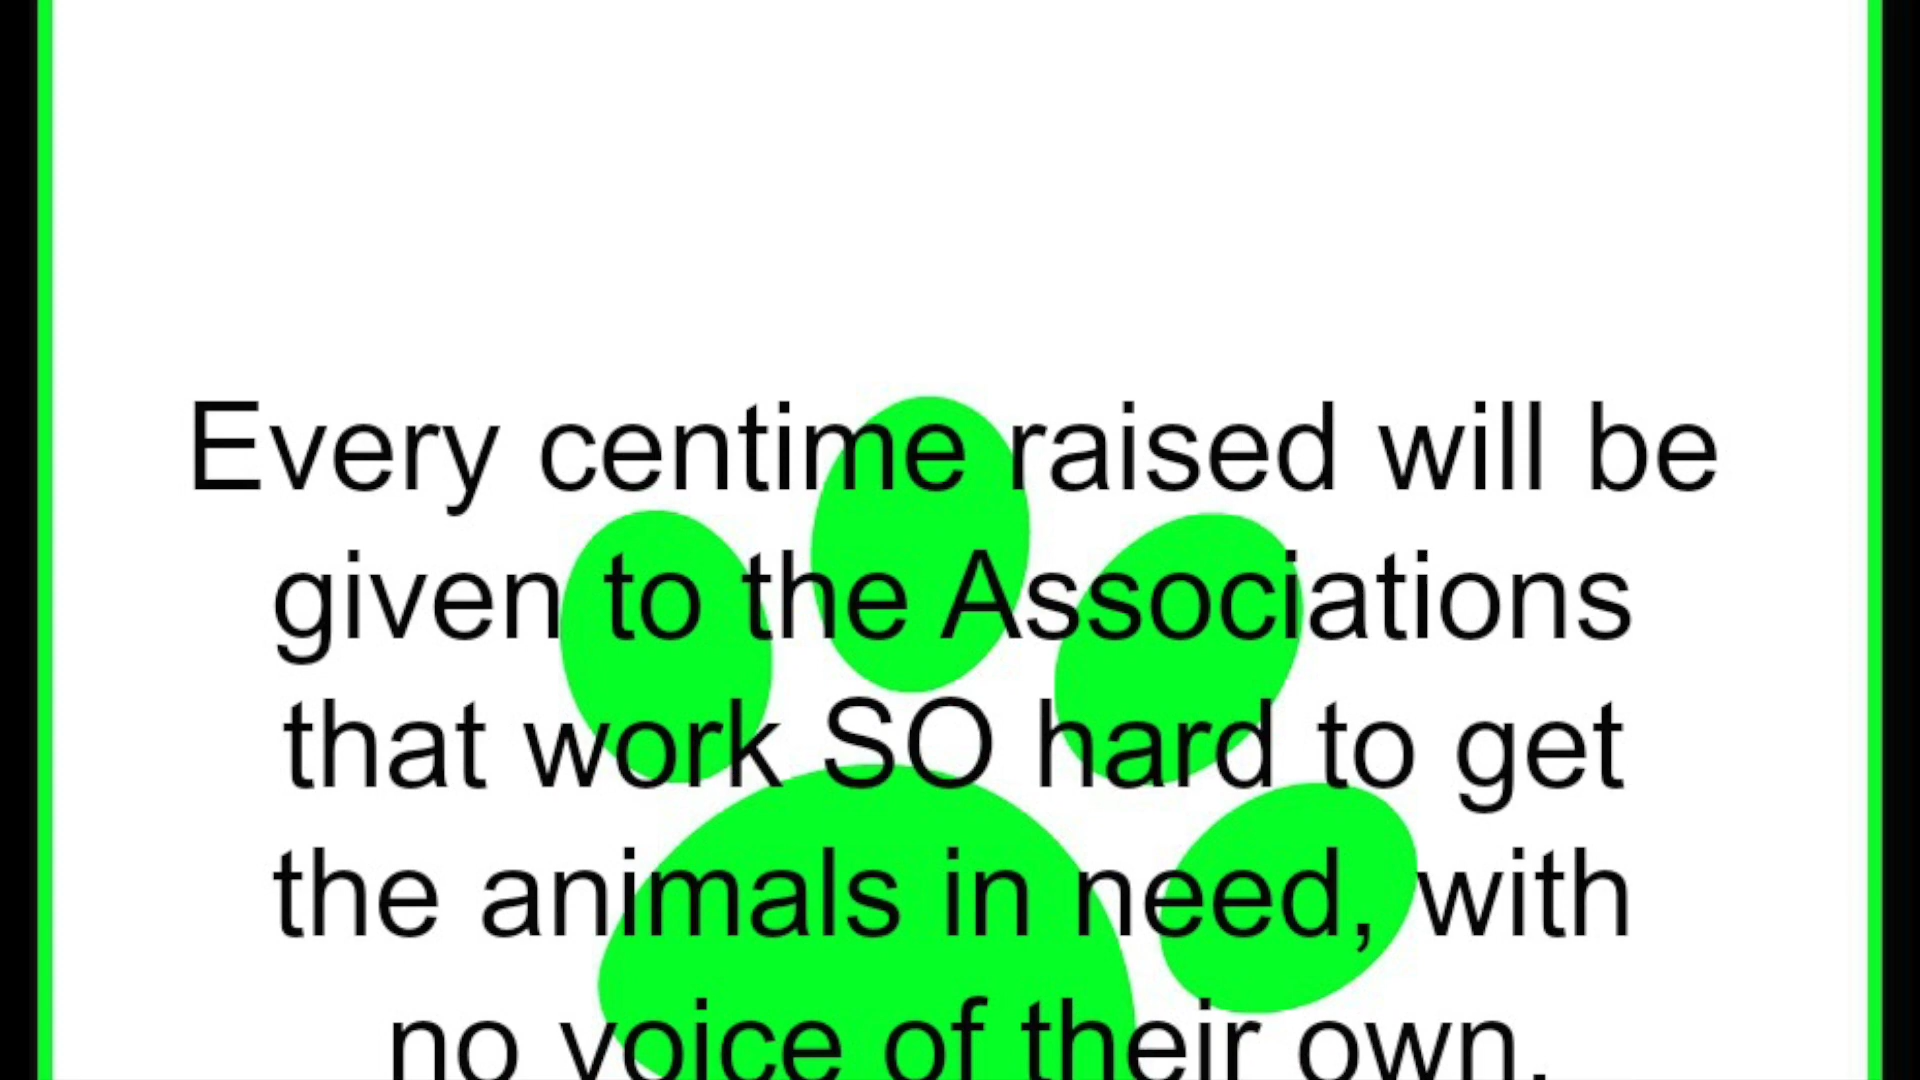 Every centime raised will be
given to the Associations
that work SO hard to get
the animals in need, with
no voice of their own,